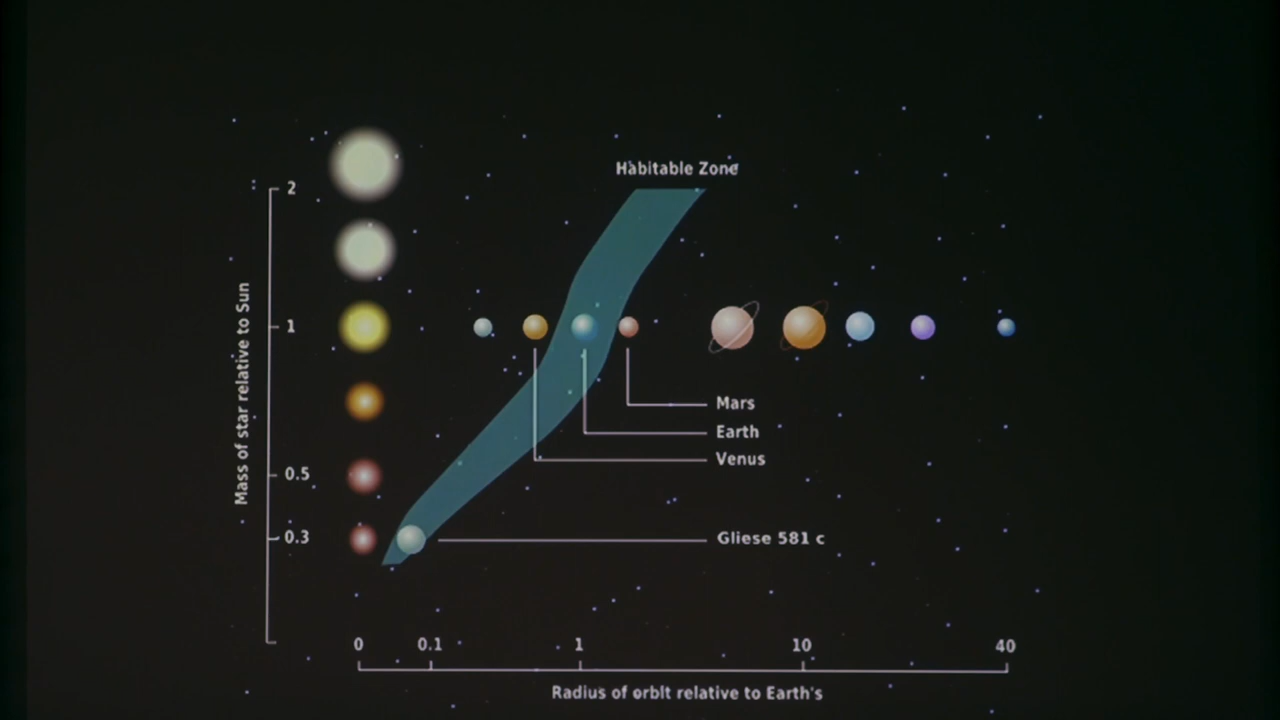 Habitable Zone
2
1
0.5
0.3
Mass of star relative to Sun
Mars
Earth
Venus
Gliese 581 c
0 0.1 1 10 40
Radius of orbit relative to Earth's